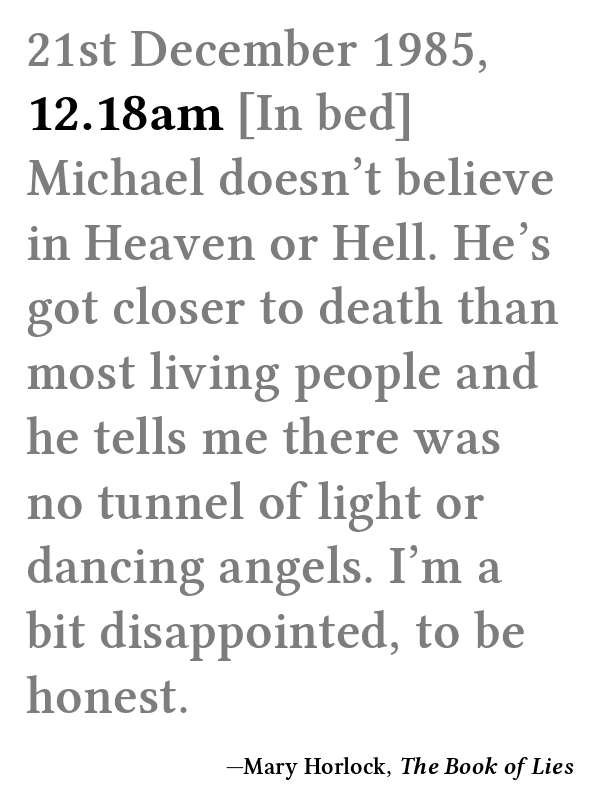 21st December 1985,
12.18am [In bed]
Michael doesn’t believe
in Heaven or Hell. He’s
got closer to death than
most living people and
he tells me there was
no tunnel of light or
dancing angels. I’m a
bit disappointed, to be
honest.
—Mary Horlock, The Book of Lies